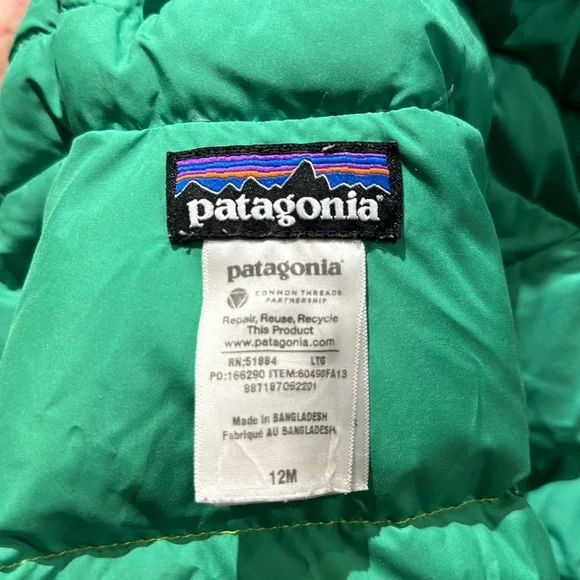 patagonia®
patagonia®
COMMON THREADS
PARTNERSHIP
Repair, Reuse, Recycle
This Product
www.patagonia.com
RN:51884 LTG
PO:166290 ITEM:60490FA13
887187092201
Made in BANGLADESH
Fabriqué AU BANGLADESH
12M